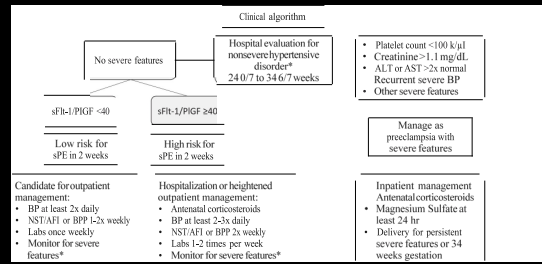 Clinical algorithm
Hospital evaluation for
nonsevere hypertensive
disorder*
24 0/7 to 34 6/7 weeks
No severe features
sFlt-1/PIGF <40
sFlt-1/PIGF ≥40
Low risk for
sPE in 2 weeks
High risk for
sPE in 2 weeks
Candidate for outpatient
management:
• BP at least 2x daily
• NST/AFI or BPP 1-2x weekly
• Labs once weekly
• Monitor for severe
features*
Hospitalization or heightened
outpatient management:
• Antenatal corticosteroids
• BP at least 2-3x daily
• NST/AFI or BPP 2x weekly
• Labs 1-2 times per week
• Monitor for severe features*
• Platelet count <100 k/µl
• Creatinine >1.1 mg/dL
• ALT or AST >2x normal
Recurrent severe BP
• Other severe features
Manage as
preeclampsia with
severe features
Inpatient management
Antenatal corticosteroids
• Magnesium Sulfate at
least 24 hr
• Delivery for persistent
severe features or 34
weeks gestation